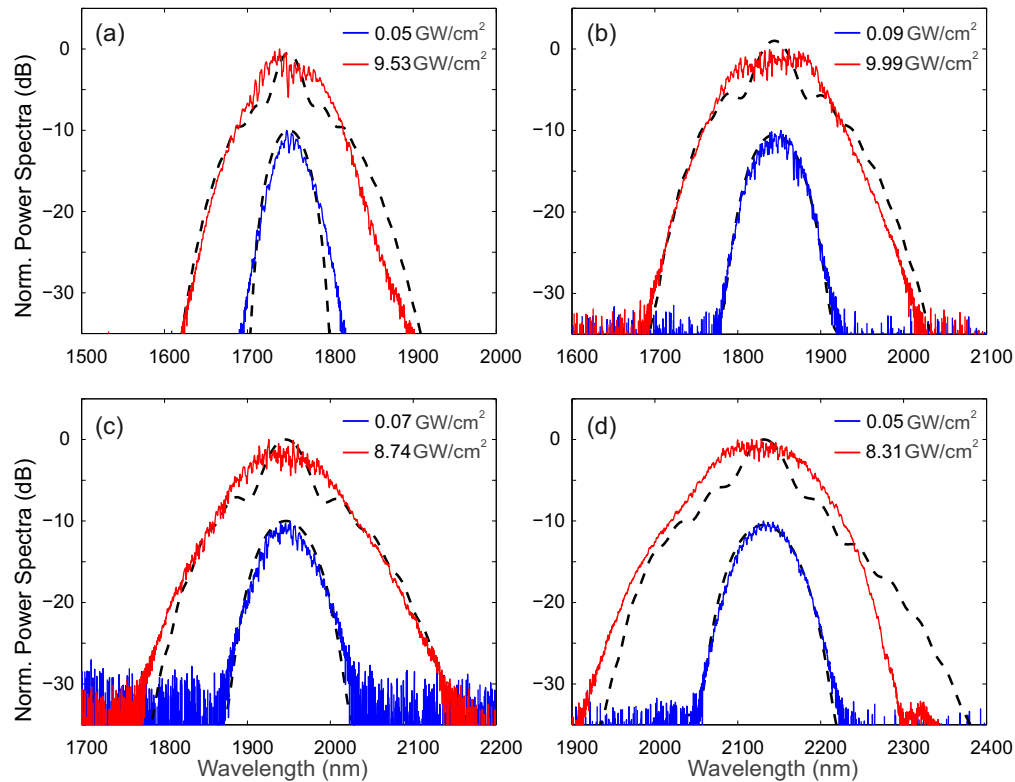 (a)
0.05 GW/cm²
9.53 GW/cm²
(b)
0.09 GW/cm²
9.99 GW/cm²
Norm. Power Spectra (dB)
0
−10
−20
−30
0
−10
−20
−30
1500 1600 1700 1800 1900 2000
1600 1700 1800 1900 2000 2100
(c)
0.07 GW/cm²
8.74 GW/cm²
(d)
0.05 GW/cm²
8.31 GW/cm²
Norm. Power Spectra (dB)
0
−10
−20
−30
0
−10
−20
−30
1700 1800 1900 2000 2100 2200
1900 2000 2100 2200 2300 2400
Wavelength (nm)
Wavelength (nm)